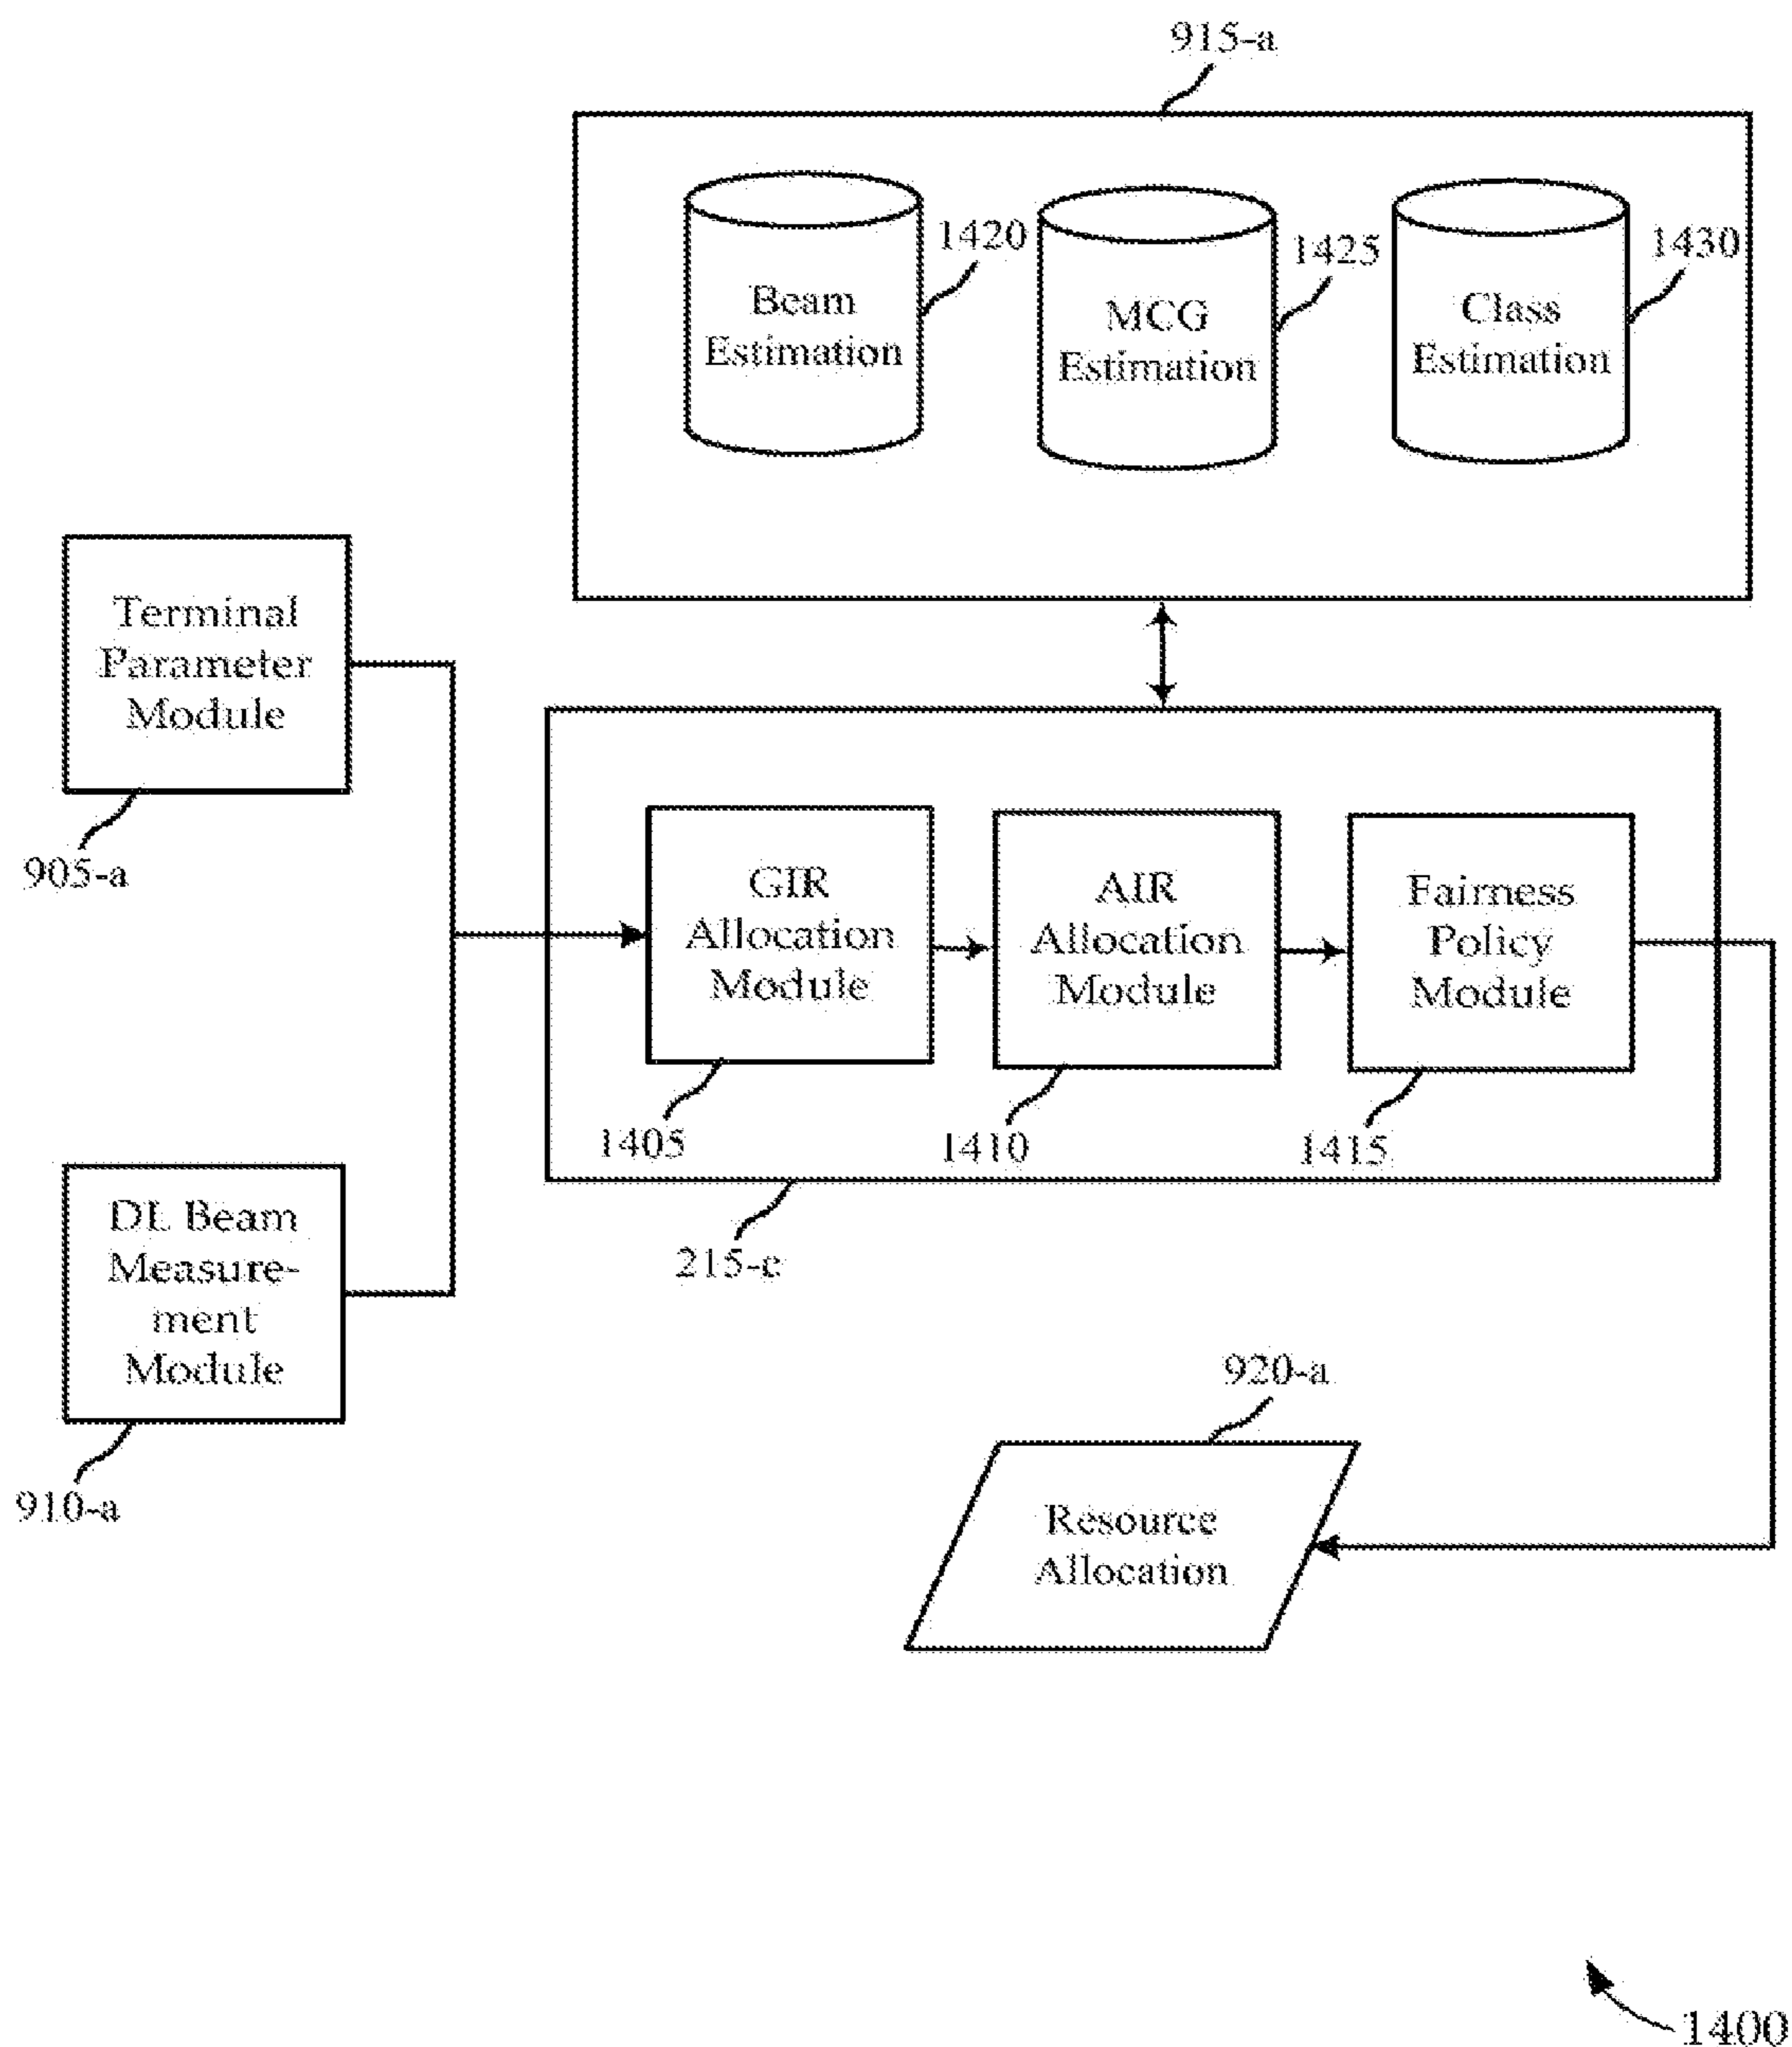 915-a
1420
1425
1430
Beam
Estimation
MCG
Estimation
Class
Estimation
Terminal
Parameter
Module
905-a
GIR
Allocation
Module
AIR
Allocation
Module
Fairness
Policy
Module
1405
1410
1415
215-c
DL Beam
Measure-
ment
Module
910-a
920-a
Resource
Allocation
1400